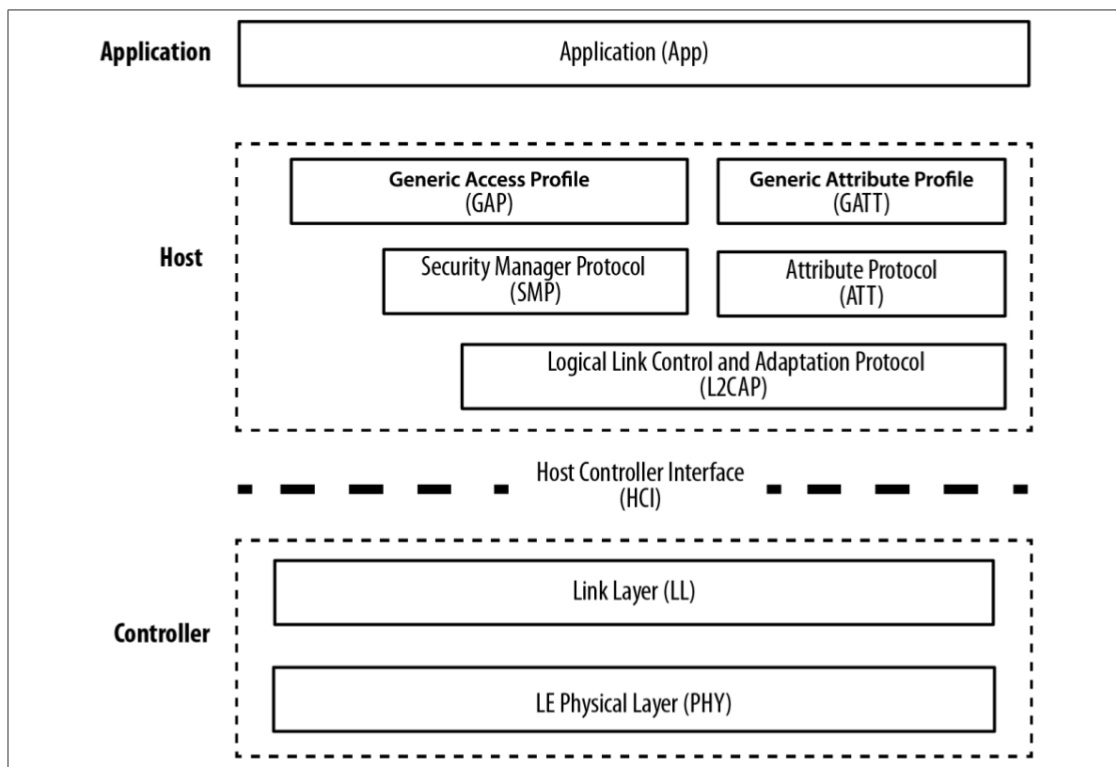 Application
Application (App)
Generic Access Profile
(GAP)
Generic Attribute Profile
(GATT)
Host
Security Manager Protocol
(SMP)
Attribute Protocol
(ATT)
Logical Link Control and Adaptation Protocol
(L2CAP)
Host Controller Interface
(HCI)
Link Layer (LL)
Controller
LE Physical Layer (PHY)